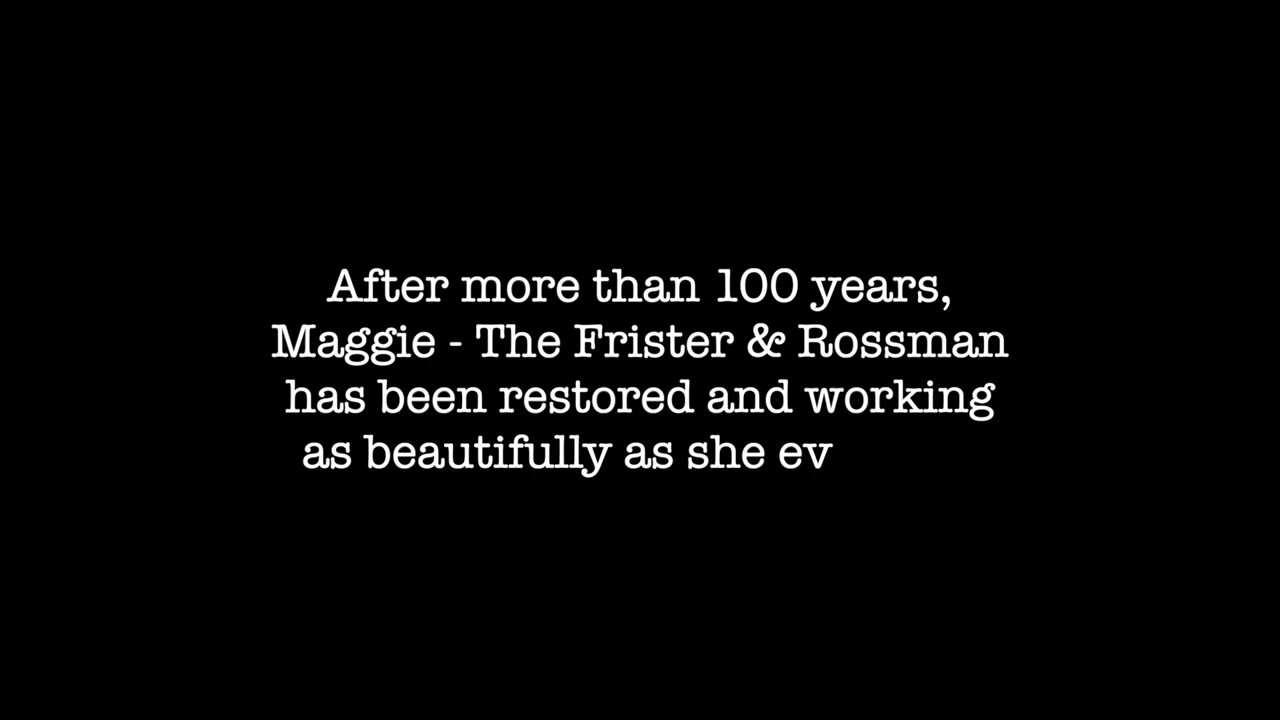 After more than 100 years,
Maggie - The Frister & Rossman
has been restored and working
as beautifully as she ev